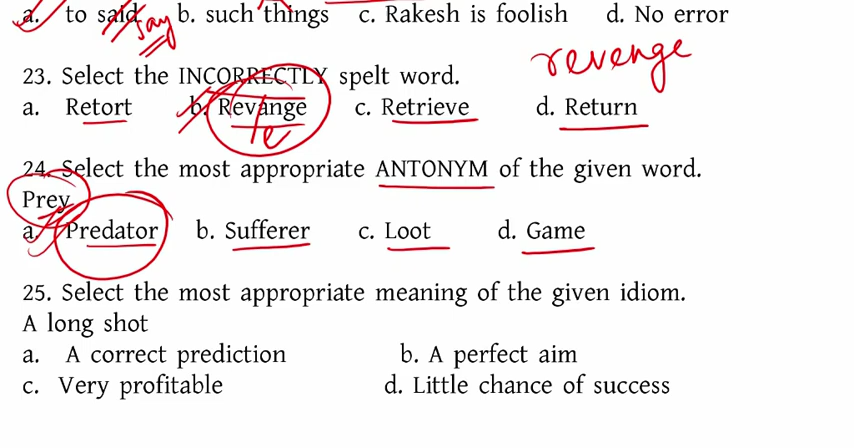 a. to said b. such things c. Rakesh is foolish d. No error
say
revenge
23. Select the INCORRECTLY spelt word.
a. Retort b. Revange c. Retrieve d. Return
e
24. Select the most appropriate ANTONYM of the given word.
Prey
a. Predator b. Sufferer c. Loot d. Game
25. Select the most appropriate meaning of the given idiom.
A long shot
a. A correct prediction b. A perfect aim
c. Very profitable d. Little chance of success